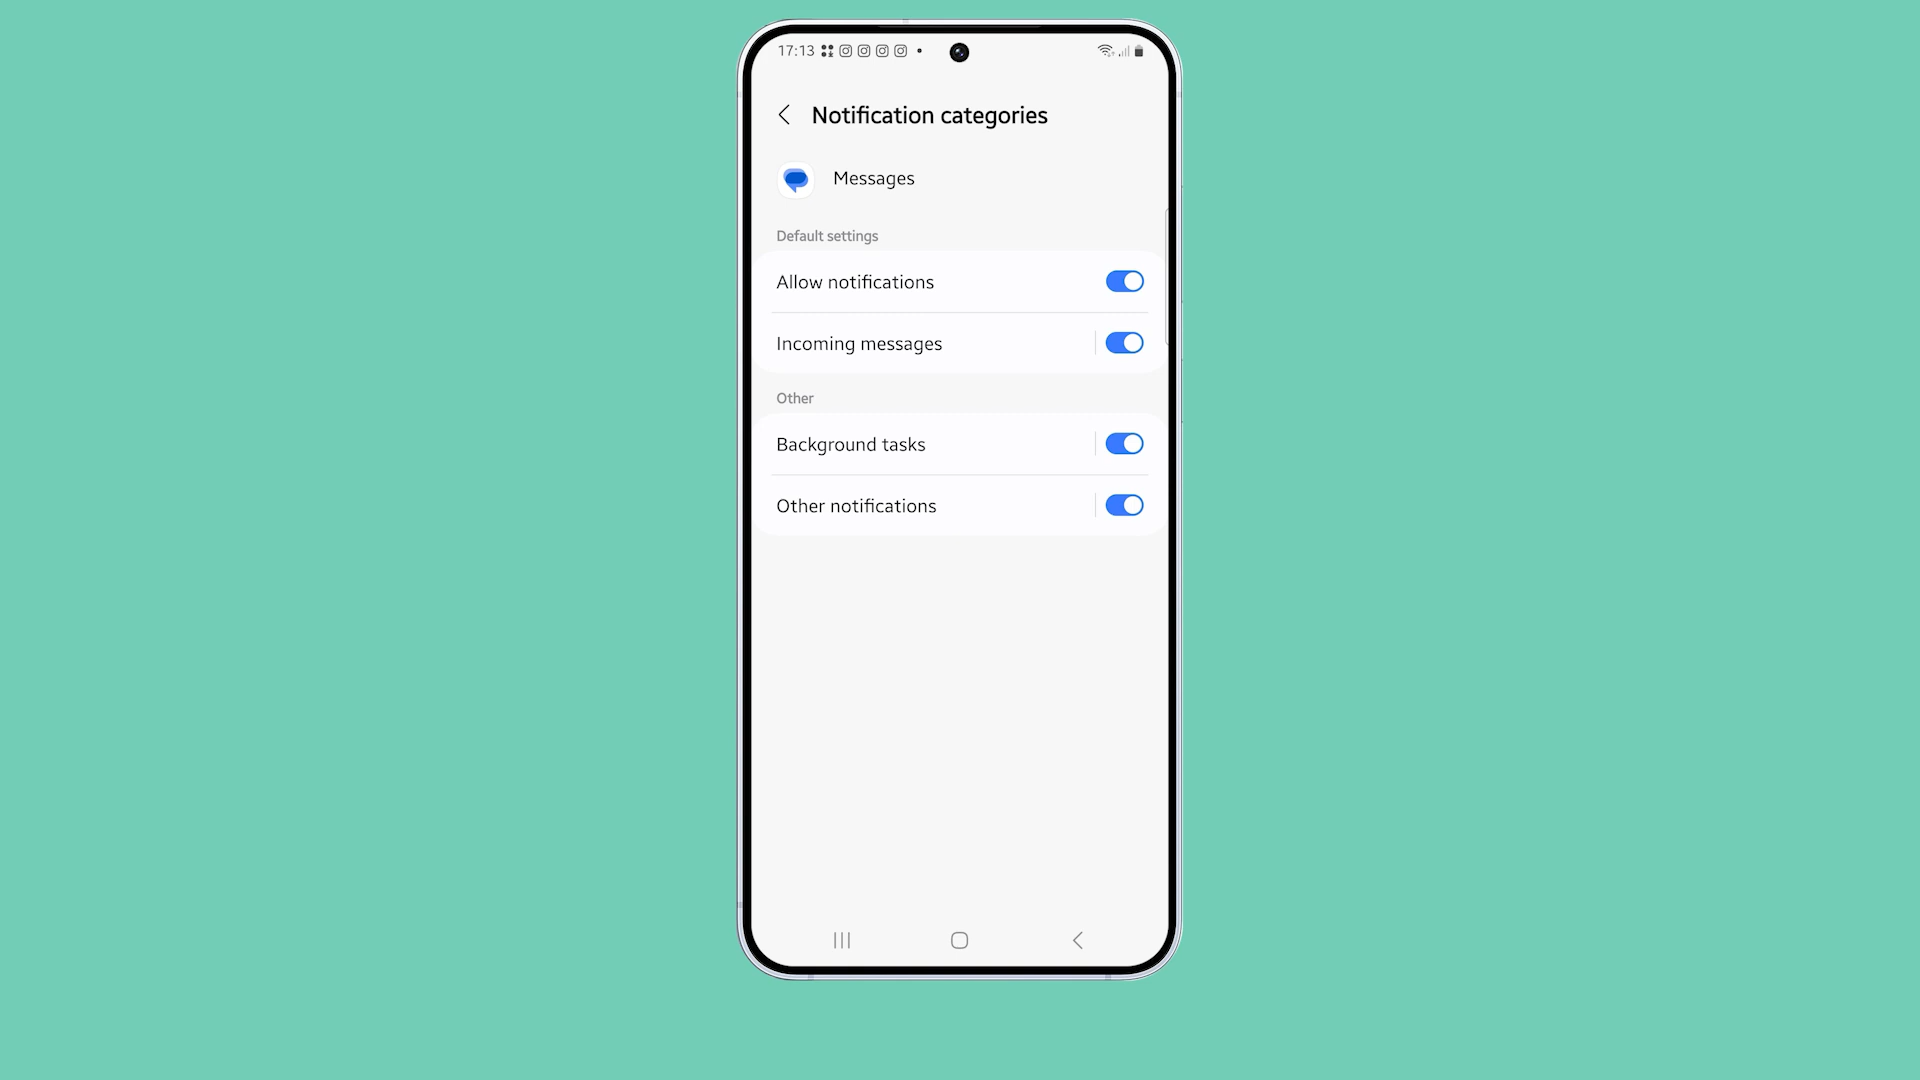 17:13
Notification categories
Messages
Default settings
Allow notifications
Incoming messages
Other
Background tasks
Other notifications